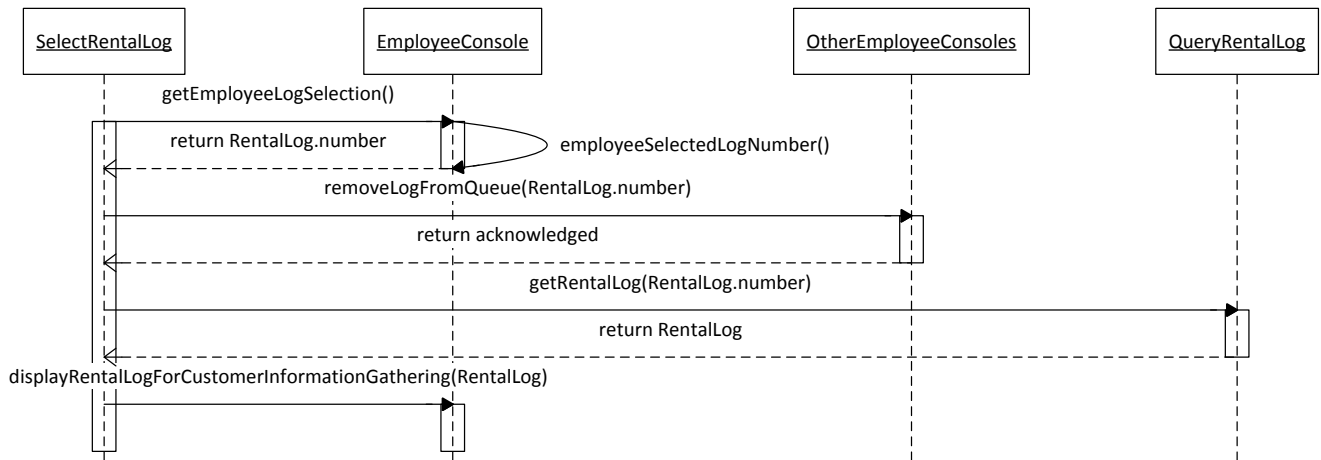 SelectRentalLog
EmployeeConsole
OtherEmployeeConsoles
QueryRentalLog
getEmployeeLogSelection()
return RentalLog.number
employeeSelectedLogNumber()
removeLogFromQueue(RentalLog.number)
return acknowledged
getRentalLog(RentalLog.number)
return RentalLog
displayRentalLogForCustomerInformationGathering(RentalLog)